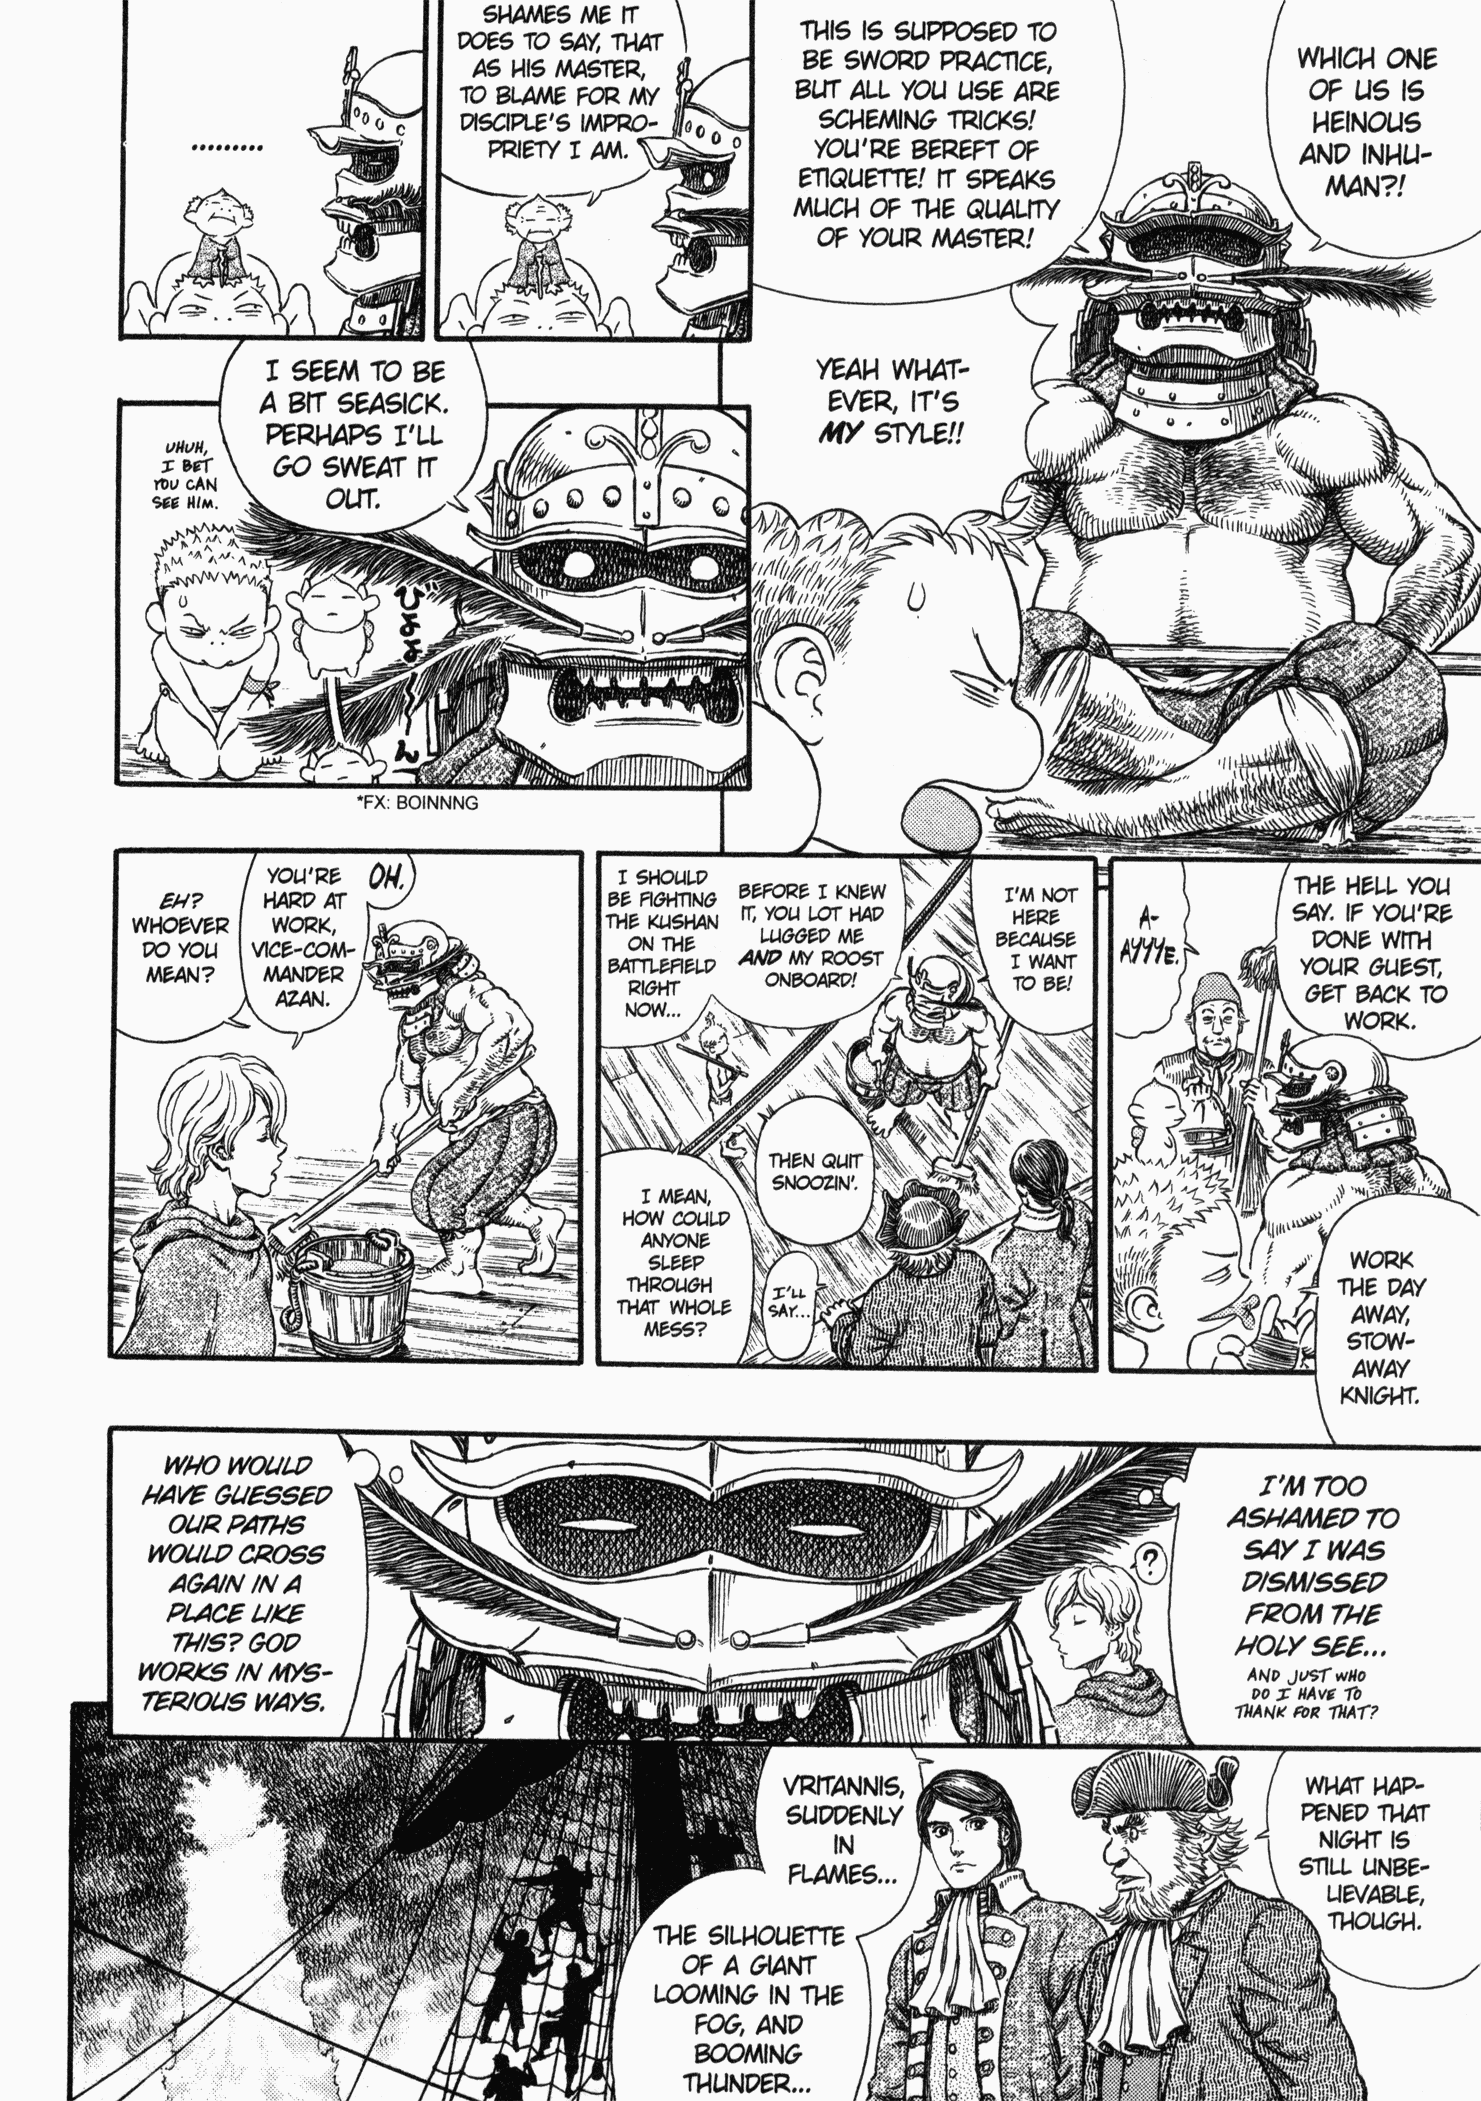 WHICH ONE
OF US IS
HEINOUS
AND INHU-
MAN?!
THIS IS SUPPOSED TO
BE SWORD PRACTICE,
BUT ALL YOU USE ARE
SCHEMING TRICKS!
YOU'RE BEREFT OF
ETIQUETTE! IT SPEAKS
MUCH OF THE QUALITY
OF YOUR MASTER!
YEAH WHAT-
EVER, IT'S
MY STYLE!!
SHAMES ME IT
DOES TO SAY, THAT
AS HIS MASTER,
TO BLAME FOR MY
DISCIPLE'S IMPRO-
PRIETY I AM.
.........
I SEEM TO BE
A BIT SEASICK.
PERHAPS I'LL
GO SWEAT IT
OUT.
UHUH,
I BET
YOU CAN
SEE HIM.
*FX: BOINNNG
THE HELL YOU
SAY. IF YOU'RE
DONE WITH
YOUR GUEST,
GET BACK TO
WORK.
A-
AYYYE.
WORK
THE DAY
AWAY,
STOW-
AWAY
KNIGHT.
I'M NOT
HERE
BECAUSE
I WANT
TO BE!
BEFORE I KNEW
IT, YOU LOT HAD
LUGGED ME
AND MY ROOST
ONBOARD!
I SHOULD
BE FIGHTING
THE KUSHAN
ON THE
BATTLEFIELD
RIGHT
NOW...
THEN QUIT
SNOOZIN'.
I'LL
SAY...
I MEAN,
HOW COULD
ANYONE
SLEEP
THROUGH
THAT WHOLE
MESS?
OH.
YOU'RE
HARD AT
WORK,
VICE-COM-
MANDER
AZAN.
EH?
WHOEVER
DO YOU
MEAN?
I'M TOO
ASHAMED TO
SAY I WAS
DISMISSED
FROM THE
HOLY SEE...
AND JUST WHO
DO I HAVE TO
THANK FOR THAT?
?
WHO WOULD
HAVE GUESSED
OUR PATHS
WOULD CROSS
AGAIN IN A
PLACE LIKE
THIS? GOD
WORKS IN MYS-
TERIOUS WAYS.
WHAT HAP-
PENED THAT
NIGHT IS
STILL UNBE-
LIEVABLE,
THOUGH.
VRITANNIS,
SUDDENLY
IN
FLAMES...
THE SILHOUETTE
OF A GIANT
LOOMING IN THE
FOG, AND
BOOMING
THUNDER...